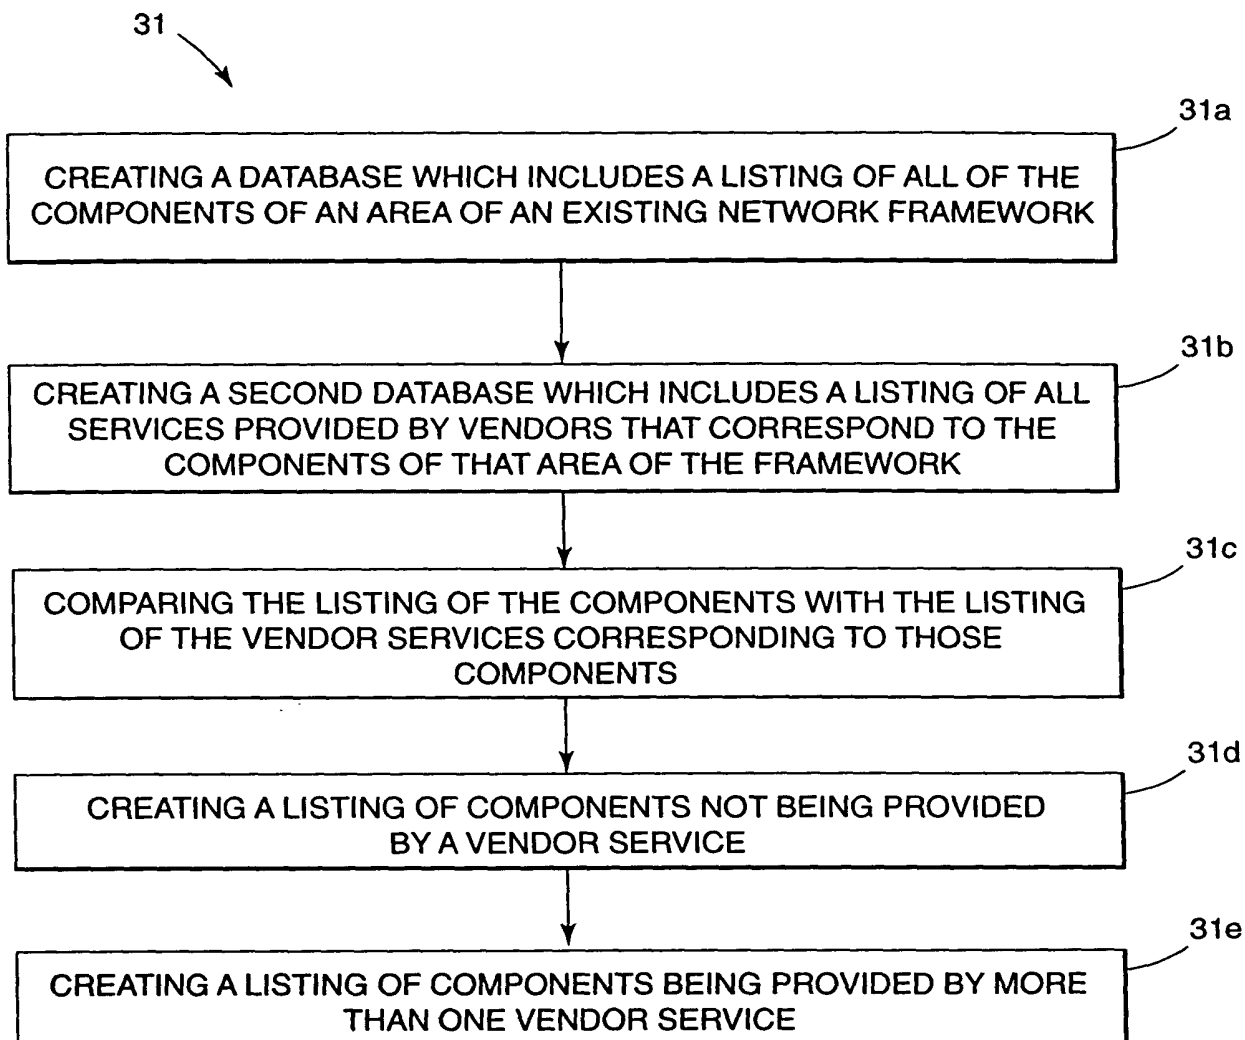 31
31a
CREATING A DATABASE WHICH INCLUDES A LISTING OF ALL OF THE
COMPONENTS OF AN AREA OF AN EXISTING NETWORK FRAMEWORK
31b
CREATING A SECOND DATABASE WHICH INCLUDES A LISTING OF ALL
SERVICES PROVIDED BY VENDORS THAT CORRESPOND TO THE
COMPONENTS OF THAT AREA OF THE FRAMEWORK
31c
COMPARING THE LISTING OF THE COMPONENTS WITH THE LISTING
OF THE VENDOR SERVICES CORRESPONDING TO THOSE
COMPONENTS
31d
CREATING A LISTING OF COMPONENTS NOT BEING PROVIDED
BY A VENDOR SERVICE
31e
CREATING A LISTING OF COMPONENTS BEING PROVIDED BY MORE
THAN ONE VENDOR SERVICE